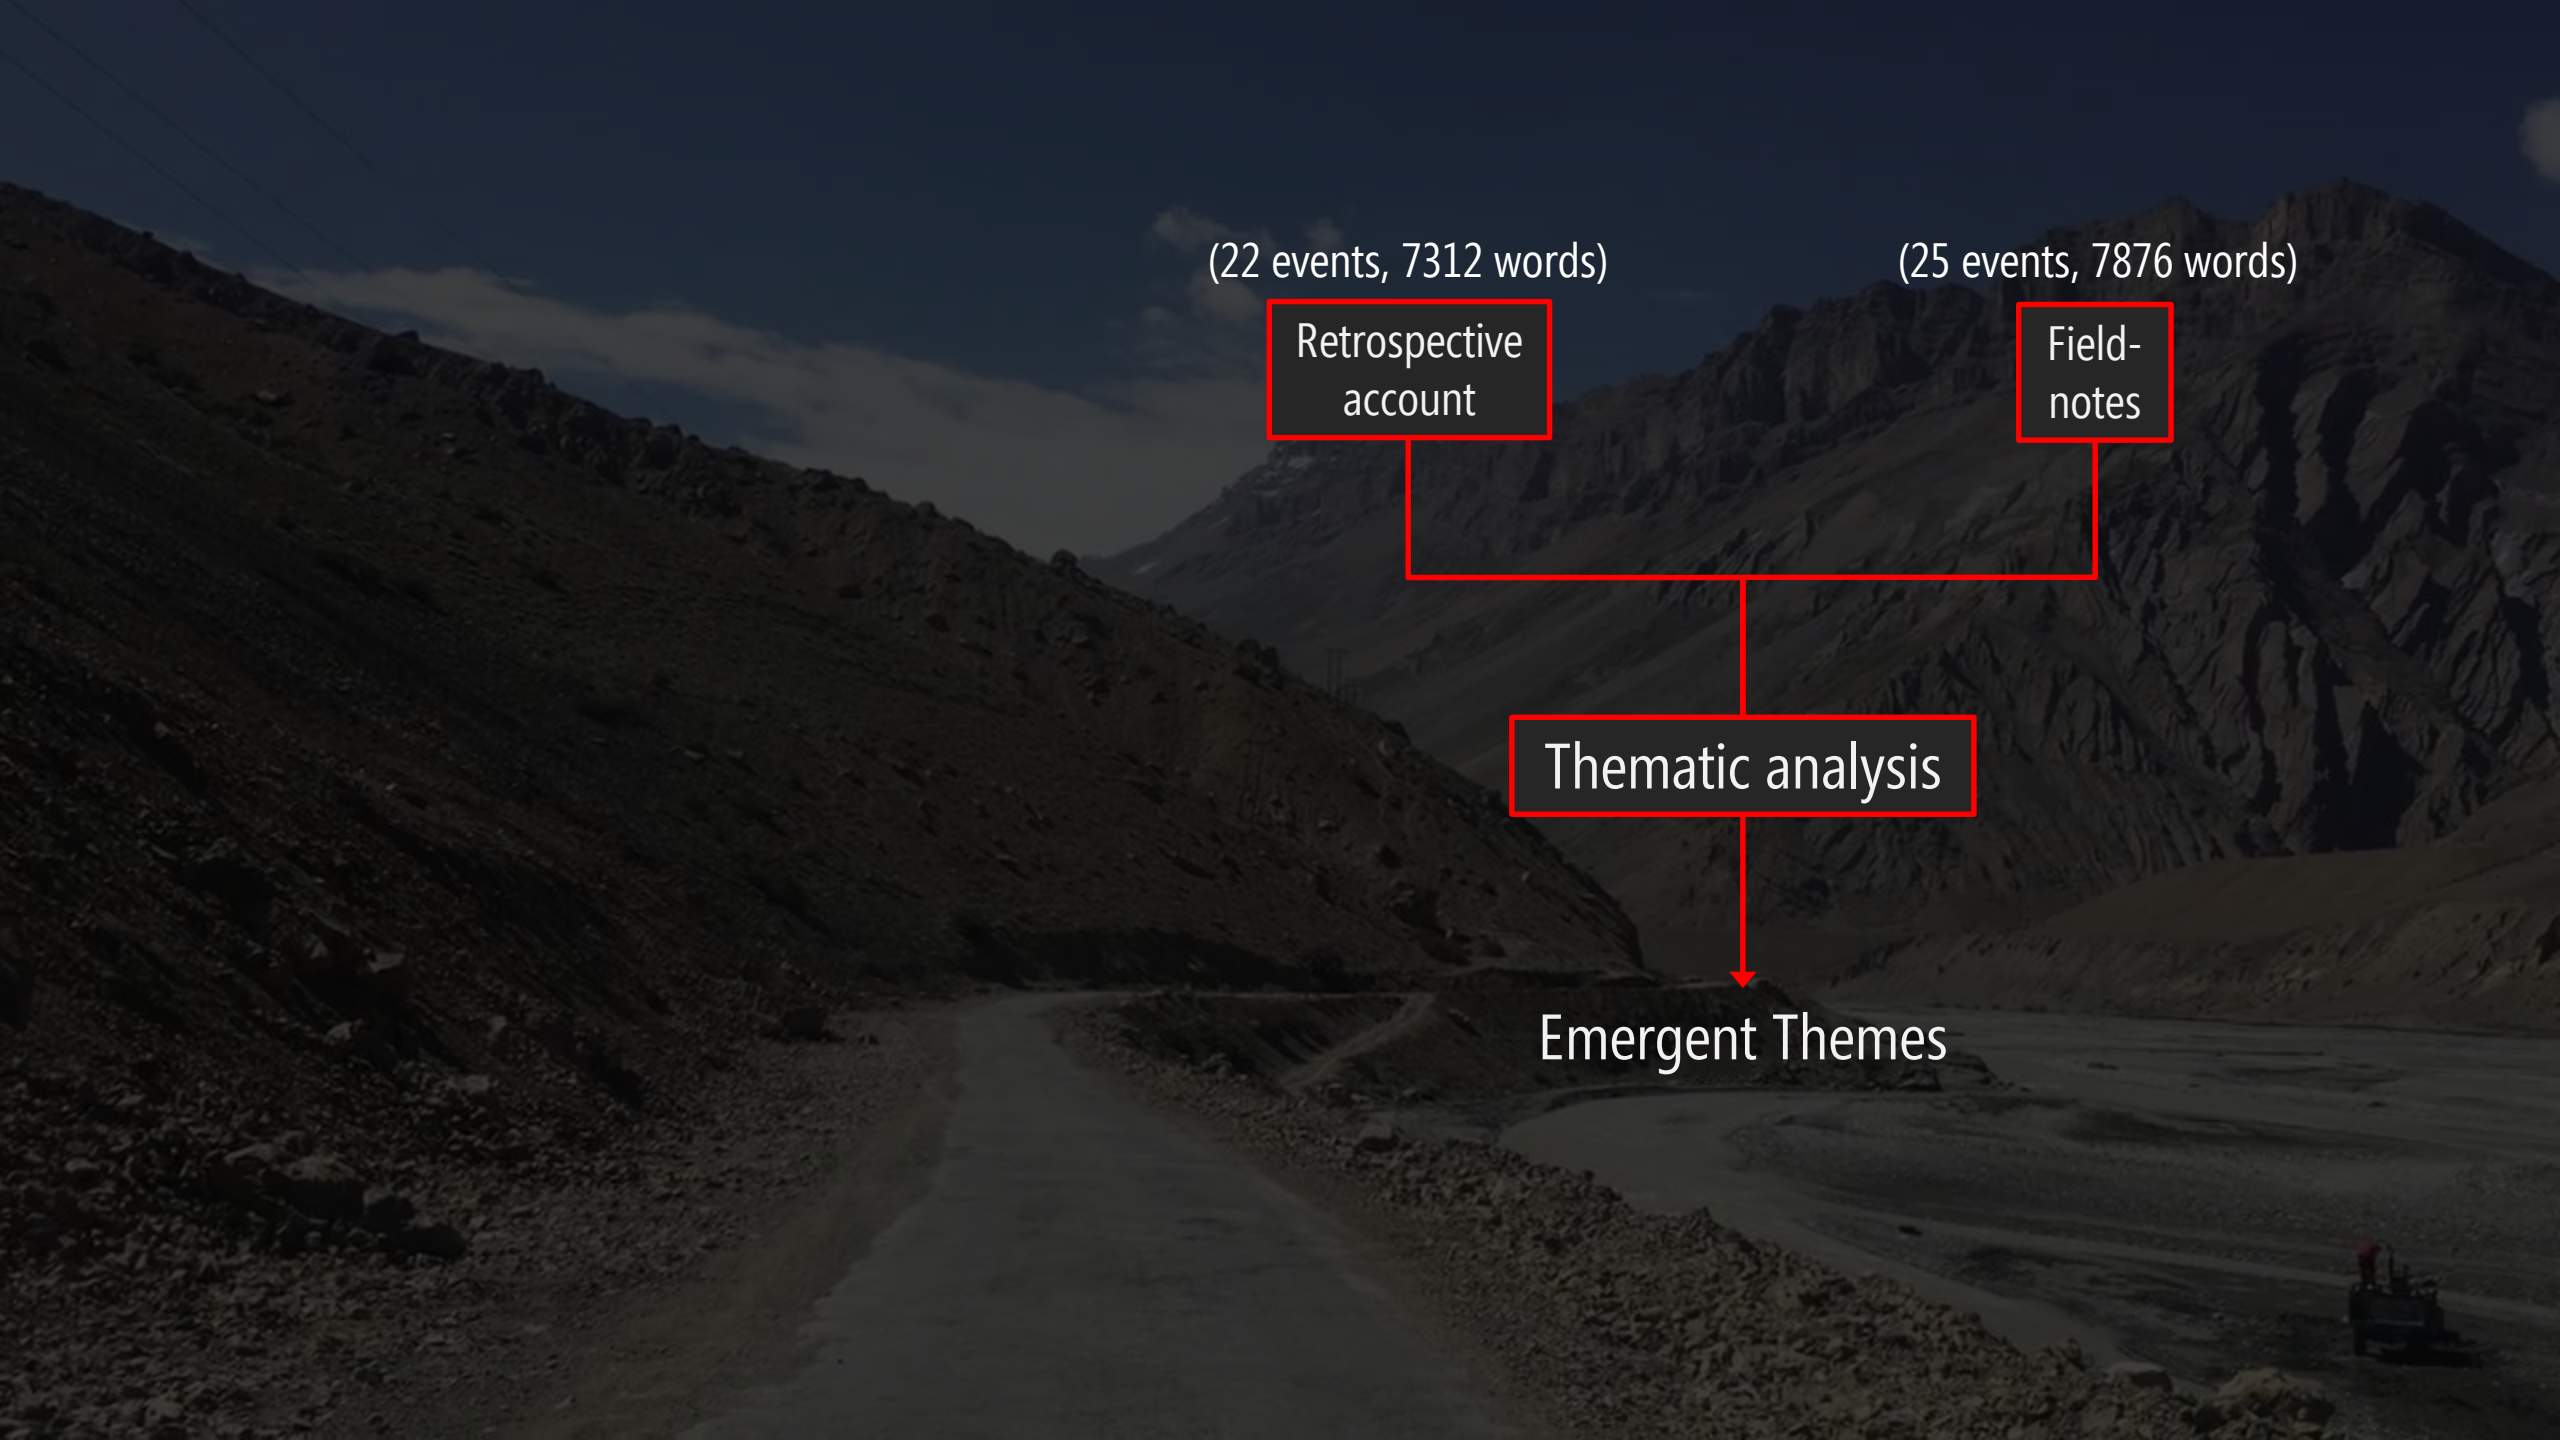 (22 events, 7312 words)
(25 events, 7876 words)
Retrospective
account
Field-
notes
Thematic analysis
Emergent Themes